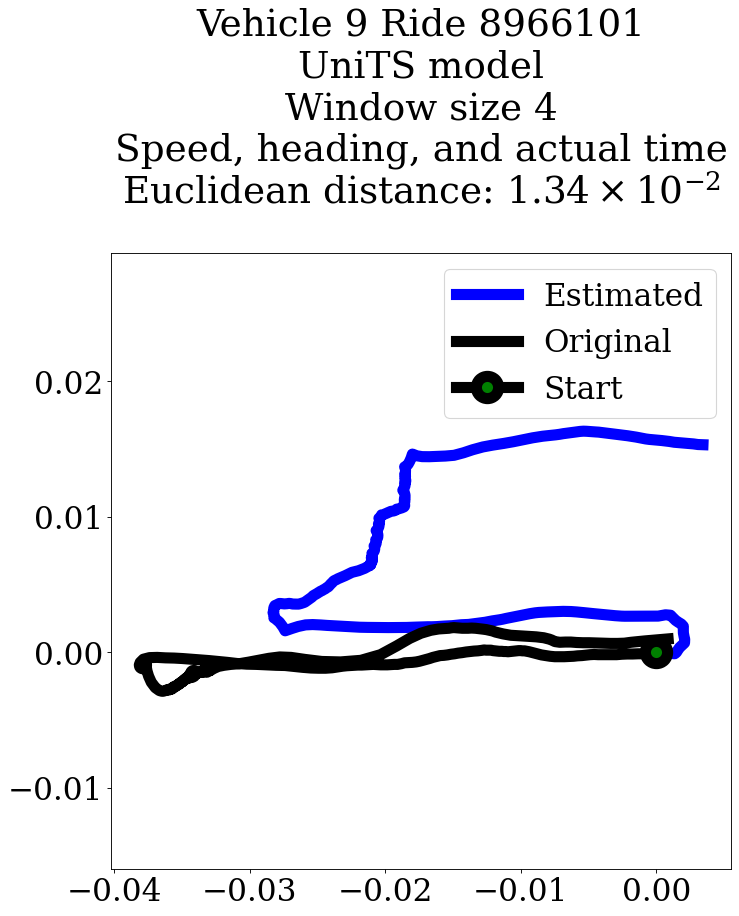 Vehicle 9 Ride 8966101
UniTS model
Window size 4
Speed, heading, and actual time
Euclidean distance: 1.34 × 10⁻²
Estimated
Original
Start
0.02
0.01
0.00
−0.01
−0.04 −0.03 −0.02 −0.01 0.00